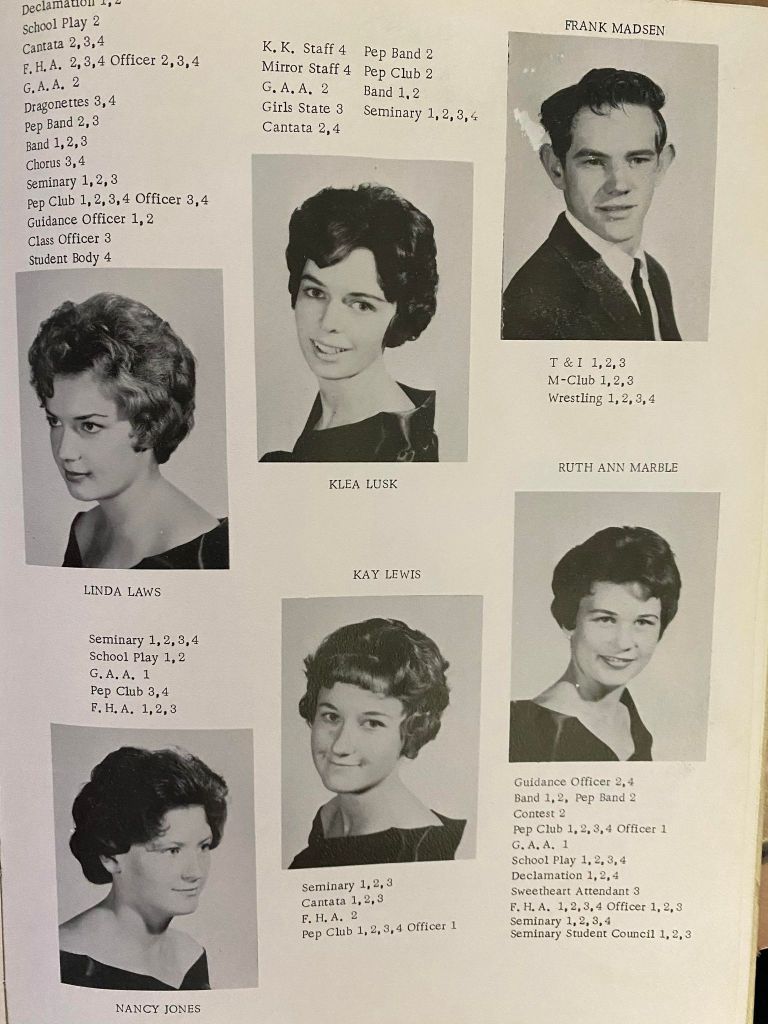 Declamation 1, 2
School Play 2
Cantata 2, 3, 4
F. H. A. 2, 3, 4 Officer 2, 3, 4
G. A. A. 2
Dragonettes 3, 4
Pep Band 2, 3
Band 1, 2, 3
Chorus 3, 4
Seminary 1, 2, 3
Pep Club 1, 2, 3, 4 Officer 3, 4
Guidance Officer 1, 2
Class Officer 3
Student Body 4
LINDA LAWS
Seminary 1, 2, 3, 4
School Play 1, 2
G. A. A. 1
Pep Club 3, 4
F. H. A. 1, 2, 3
NANCY JONES
K. K. Staff 4
Mirror Staff 4
G. A. A. 2
Girls State 3
Cantata 2, 4
Pep Band 2
Pep Club 2
Band 1, 2
Seminary 1, 2, 3, 4
KLEA LUSK
KAY LEWIS
Seminary 1, 2, 3
Cantata 1, 2, 3
F. H. A. 2
Pep Club 1, 2, 3, 4 Officer 1
FRANK MADSEN
T & I 1, 2, 3
M-Club 1, 2, 3
Wrestling 1, 2, 3, 4
RUTH ANN MARBLE
Guidance Officer 2, 4
Band 1, 2, Pep Band 2
Contest 2
Pep Club 1, 2, 3, 4 Officer 1
G. A. A. 1
School Play 1, 2, 3, 4
Declamation 1, 2, 4
Sweetheart Attendant 3
F. H. A. 1, 2, 3, 4 Officer 1, 2, 3
Seminary 1, 2, 3, 4
Seminary Student Council 1, 2, 3